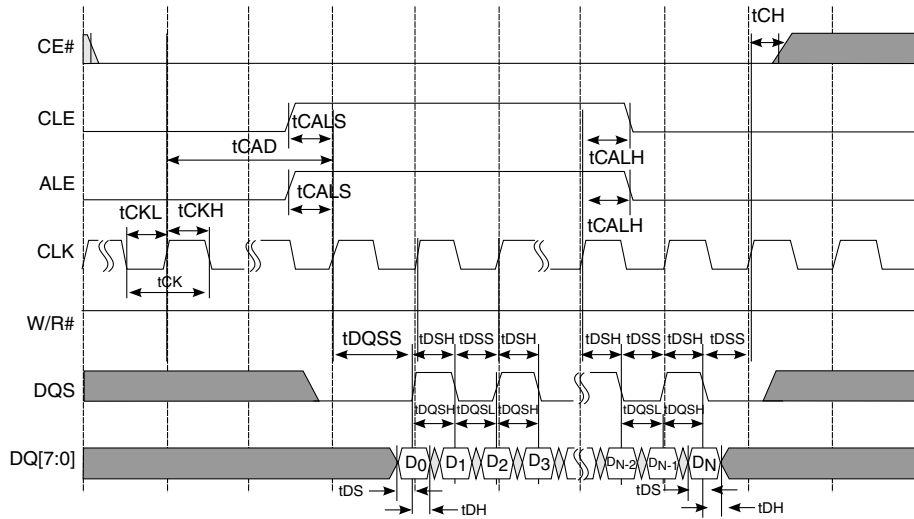 tCH
CE#
CLE
tCALS
tCAD
tCALH
ALE
tCALS
tCKL
tCKH
tCALH
CLK
tCK
W/R#
tDQSS
tDSH
tDSS
tDSH
tDSH
tDSS
tDSH
tDSS
DQS
tDQSH
tDQSL
tDQSH
tDQSL
tDQSH
DQ[7:0]
D0
D1
D2
D3
DN-2
DN-1
DN
tDS
tDH
tDS
tDH